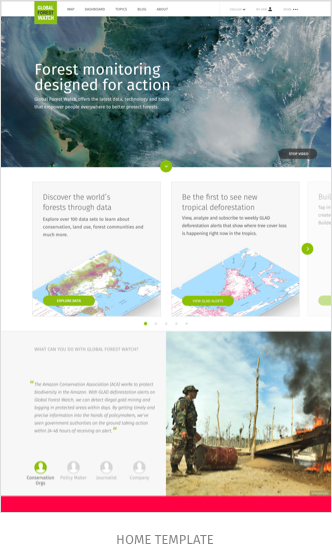 GLOBAL
FOREST
WATCH
MAP DASHBOARD TOPICS BLOG ABOUT
ENGLISH MY GFW MORE
Forest monitoring
designed for action
Global Forest Watch offers the latest data, technology and tools
that empower people everywhere to better protect forests.
STOP VIDEO
Discover the world's
forests through data
Explore over 100 data sets to learn about
conservation, land use, forest communities and
much more.
EXPLORE DATA
Be the first to see new
tropical deforestation
View, analyze and subscribe to weekly GLAD
deforestation alerts that show where tree cover loss
is happening right now in the tropics.
VIEW GLAD ALERTS
WHAT CAN YOU DO WITH GLOBAL FOREST WATCH?
"The Amazon Conservation Association (ACA) works to protect
biodiversity in the Amazon. With GLAD deforestation alerts on
Global Forest Watch, we can detect illegal gold mining and
logging in protected areas within days. By getting timely and
precise information into the hands of policymakers, we've
seen government authorities on the ground taking action
within 24-48 hours of receiving an alert."
Conservation
Orgs
Policy Maker
Journalist
Company
HOME TEMPLATE